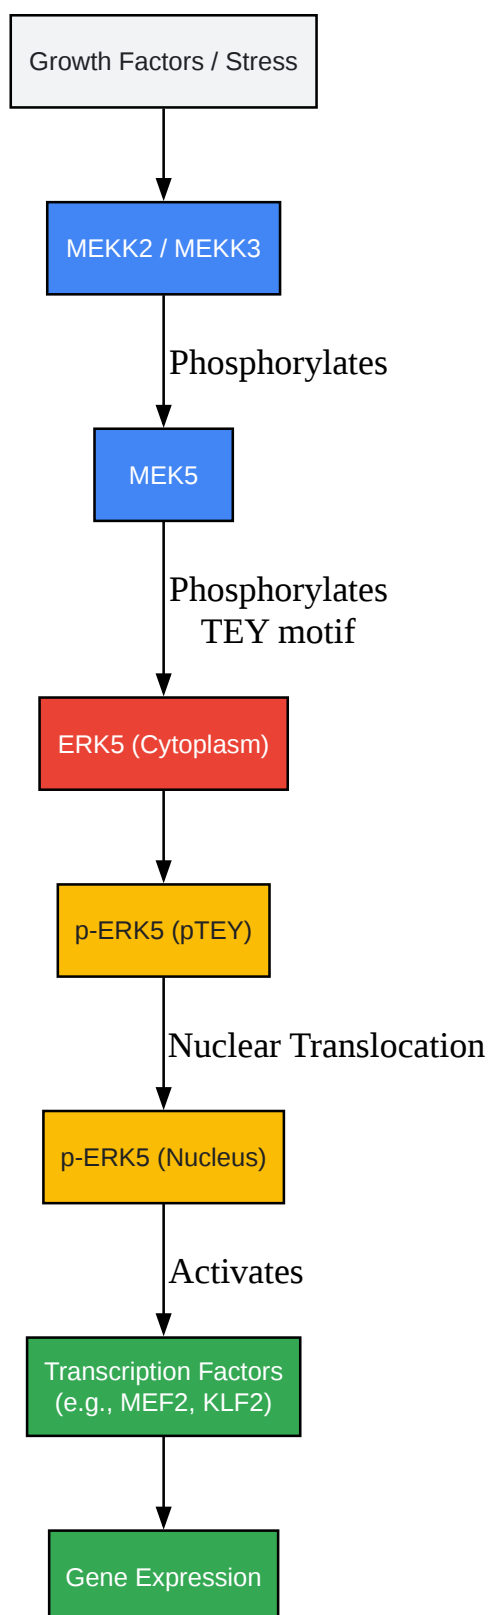 Growth Factors / Stress
MEKK2 / MEKK3
Phosphorylates
MEK5
Phosphorylates
TEY motif
ERK5 (Cytoplasm)
p-ERK5 (pTEY)
Nuclear Translocation
p-ERK5 (Nucleus)
Activates
Transcription Factors
(e.g., MEF2, KLF2)
Gene Expression